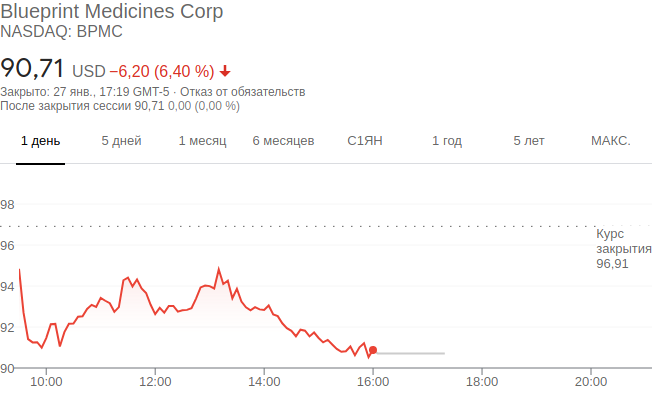 Blueprint Medicines Corp
NASDAQ: BPMC
90,71 USD −6,20 (6,40 %)
Закрыто: 27 янв., 17:19 GMT-5 · Отказ от обязательств
После закрытия сессии 90,71 0,00 (0,00 %)
1 день 5 дней 1 месяц 6 месяцев С1ЯН 1 год 5 лет МАКС.
98
Курс
закрытия
96,91
96
94
92
90
10:00 12:00 14:00 16:00 18:00 20:00